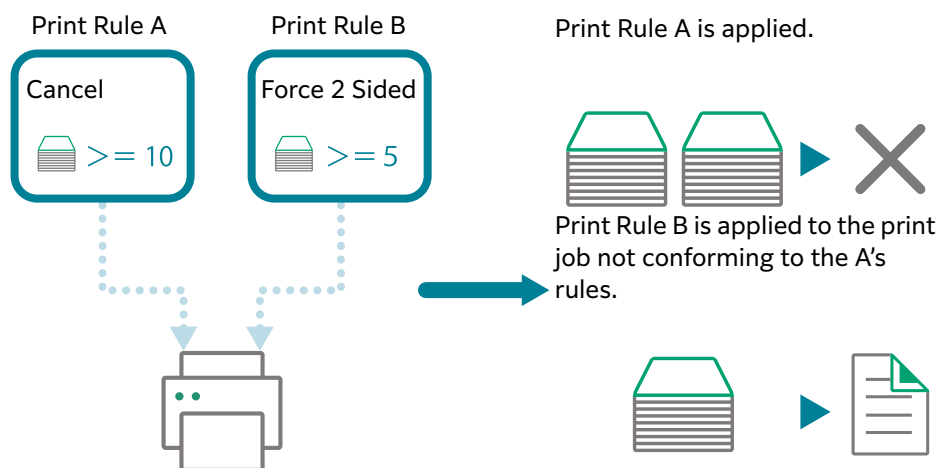 Print Rule A
Cancel
>= 10
Print Rule B
Force 2 Sided
>= 5
Print Rule A is applied.
Print Rule B is applied to the print
job not conforming to the A's
rules.